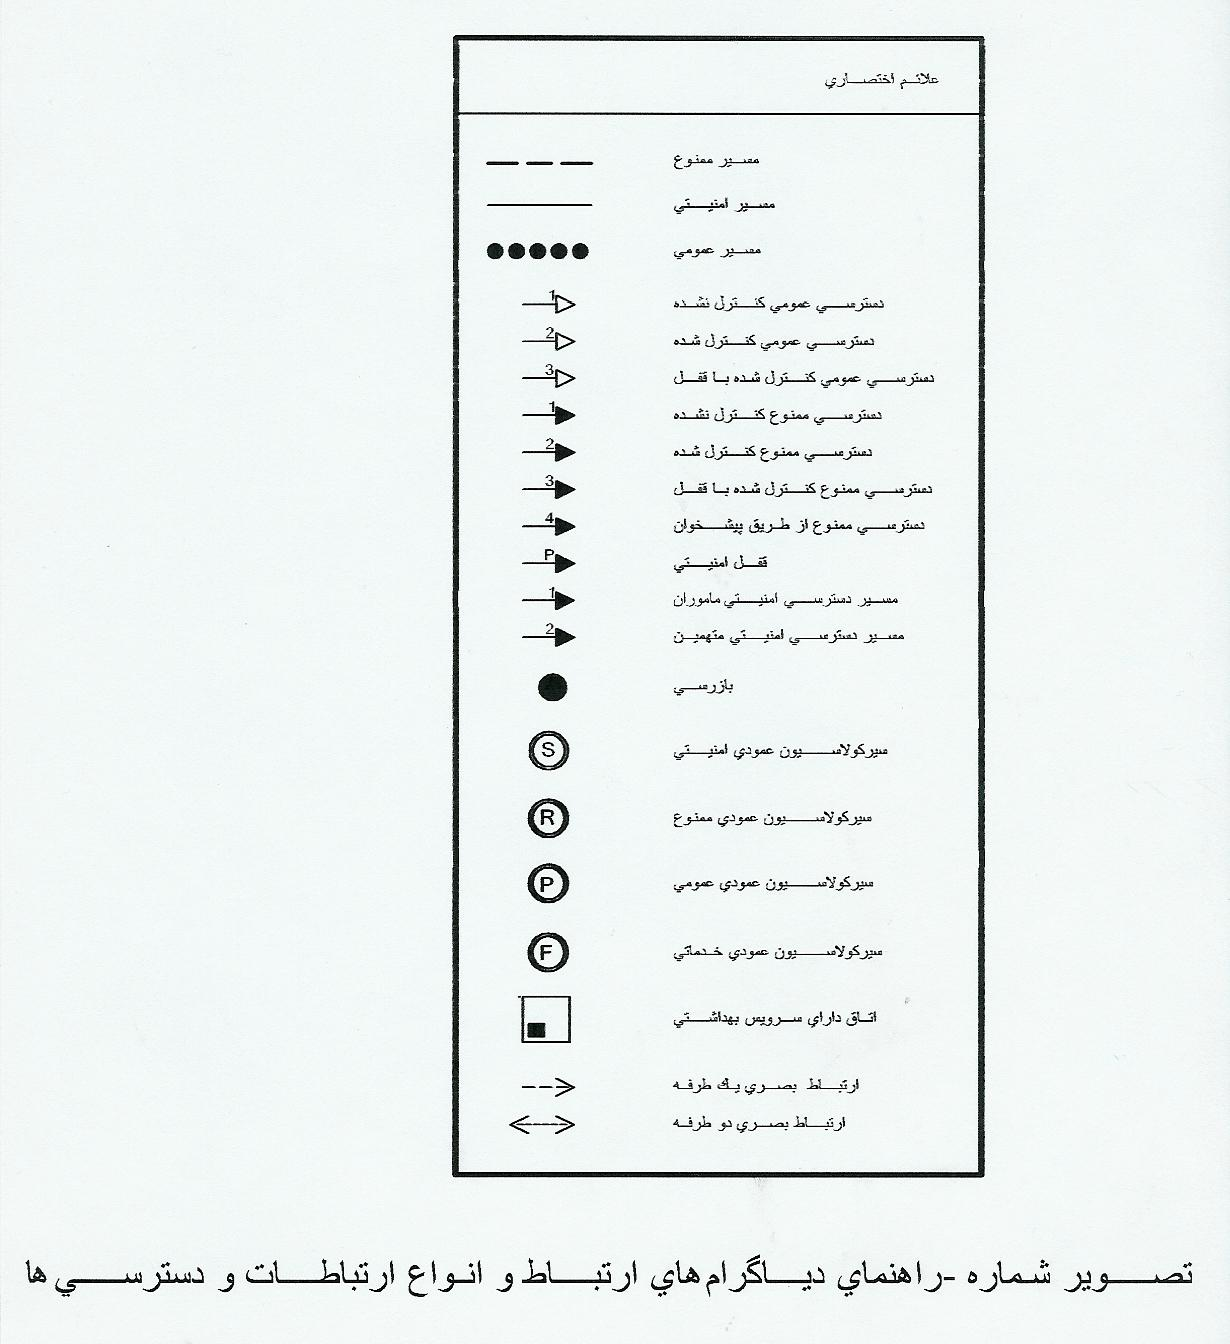 علائم اختصاري
مسير ممنوع
مسير امنيتي
مسير عمومي
1 دسترسي عمومي كنترل نشده
2 دسترسي عمومي كنترل شده
3 دسترسي عمومي كنترل شده با قفل
1 دسترسي ممنوع كنترل نشده
2 دسترسي ممنوع كنترل شده
3 دسترسي ممنوع كنترل شده با قفل
4 دسترسي ممنوع از طريق پيشخوان
P قفل امنيتي
1 مسير دسترسي امنيتي ماموران
2 مسير دسترسي امنيتي متهمين
بازرسي
S سيركولاسيون عمودي امنيتي
R سيركولاسيون عمودي ممنوع
P سيركولاسيون عمودي عمومي
F سيركولاسيون عمودي خدماتي
اتاق داراي سرويس بهداشتي
ارتباط بصري يك طرفه
ارتباط بصري دو طرفه
تصوير شماره -راهنماي دياگرام هاي ارتباط و انواع ارتباطات و دسترسي ها